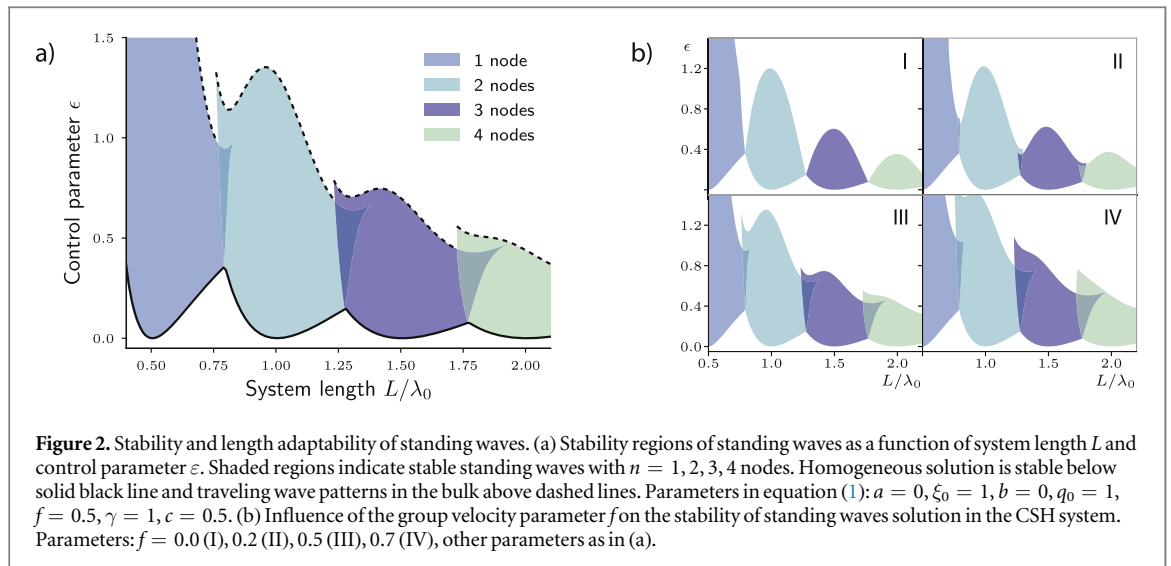 a)
1.5
1.0
0.5
0.0
Control parameter ϵ
1 node
2 nodes
3 nodes
4 nodes
0.50 0.75 1.00 1.25 1.50 1.75 2.00
System length L/λ₀
b)
ϵ
1.2
0.8
0.4
I
II
1.2
0.8
0.4
0.0
III
IV
0.5 1.0 1.5 2.0 1.0 1.5 2.0
L/λ₀ L/λ₀
Figure 2. Stability and length adaptability of standing waves. (a) Stability regions of standing waves as a function of system length L and
control parameter ε. Shaded regions indicate stable standing waves with n = 1, 2, 3, 4 nodes. Homogeneous solution is stable below
solid black line and traveling wave patterns in the bulk above dashed lines. Parameters in equation (1): a = 0, ξ₀ = 1, b = 0, q₀ = 1,
f = 0.5, γ = 1, c = 0.5. (b) Influence of the group velocity parameter f on the stability of standing waves solution in the CSH system.
Parameters: f = 0.0 (I), 0.2 (II), 0.5 (III), 0.7 (IV), other parameters as in (a).